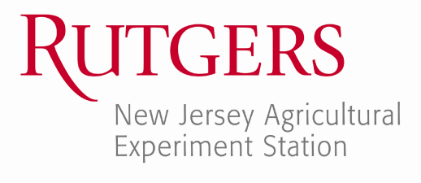 RUTGERS
New Jersey Agricultural
Experiment Station